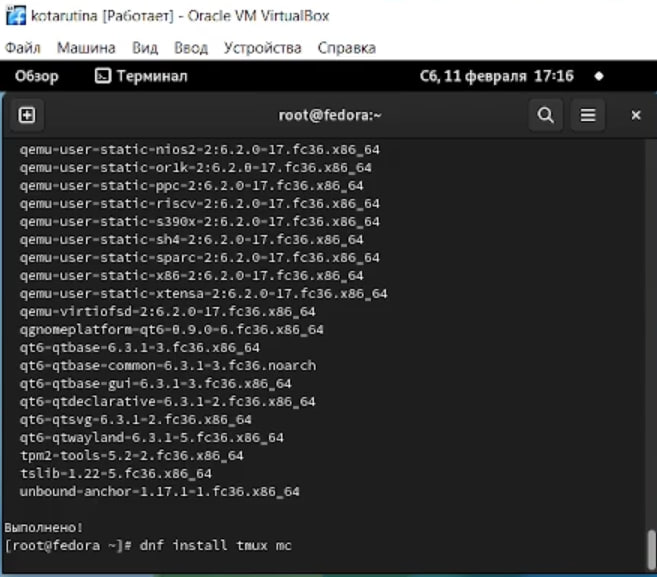 kotarutina [Работает] - Oracle VM VirtualBox
Файл Машина Вид Ввод Устройства Справка
Обзор Терминал Сб, 11 февраля 17:16
root@fedora:~
qemu-user-static-nios2-2:6.2.0-17.fc36.x86_64
qemu-user-static-or1k-2:6.2.0-17.fc36.x86_64
qemu-user-static-ppc-2:6.2.0-17.fc36.x86_64
qemu-user-static-riscv-2:6.2.0-17.fc36.x86_64
qemu-user-static-s390x-2:6.2.0-17.fc36.x86_64
qemu-user-static-sh4-2:6.2.0-17.fc36.x86_64
qemu-user-static-sparc-2:6.2.0-17.fc36.x86_64
qemu-user-static-x86-2:6.2.0-17.fc36.x86_64
qemu-user-static-xtensa-2:6.2.0-17.fc36.x86_64
qemu-virtiofsd-2:6.2.0-17.fc36.x86_64
qgnomeplatform-qt6-0.9.0-6.fc36.x86_64
qt6-qtbase-6.3.1-3.fc36.x86_64
qt6-qtbase-common-6.3.1-3.fc36.noarch
qt6-qtbase-gui-6.3.1-3.fc36.x86_64
qt6-qtdeclarative-6.3.1-2.fc36.x86_64
qt6-qtsvg-6.3.1-2.fc36.x86_64
qt6-qtwayland-6.3.1-5.fc36.x86_64
tpm2-tools-5.2-2.fc36.x86_64
tslib-1.22-5.fc36.x86_64
unbound-anchor-1.17.1-1.fc36.x86_64
Выполнено!
[root@fedora ~]# dnf install tmux mc